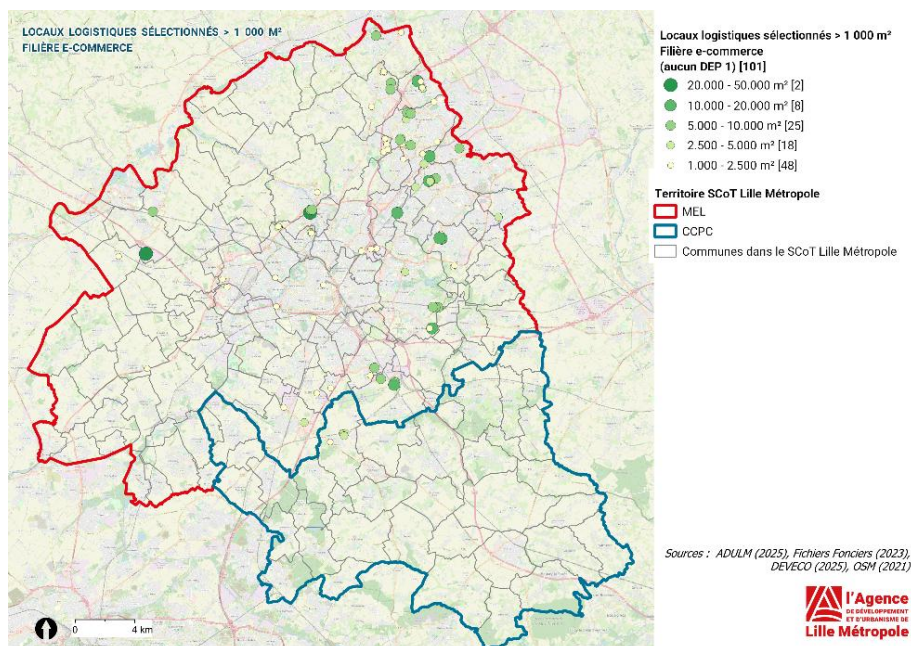 LOCAUX LOGISTIQUES SÉLECTIONNÉS > 1 000 M²
FILIÈRE E-COMMERCE
Locaux logistiques sélectionnés > 1 000 m²
Filière e-commerce
(aucun DEP 1) [101]
20.000 - 50.000 m² [2]
10.000 - 20.000 m² [8]
5.000 - 10.000 m² [25]
2.500 - 5.000 m² [18]
1.000 - 2.500 m² [48]
Territoire SCoT Lille Métropole
MEL
CCPC
Communes dans le SCoT Lille Métropole
Sources : ADULM (2025), Fichiers Fonciers (2023),
DEVECO (2025), OSM (2021)
l'Agence
DE DÉVELOPPEMENT
ET D'URBANISME DE
Lille Métropole
0 4 km